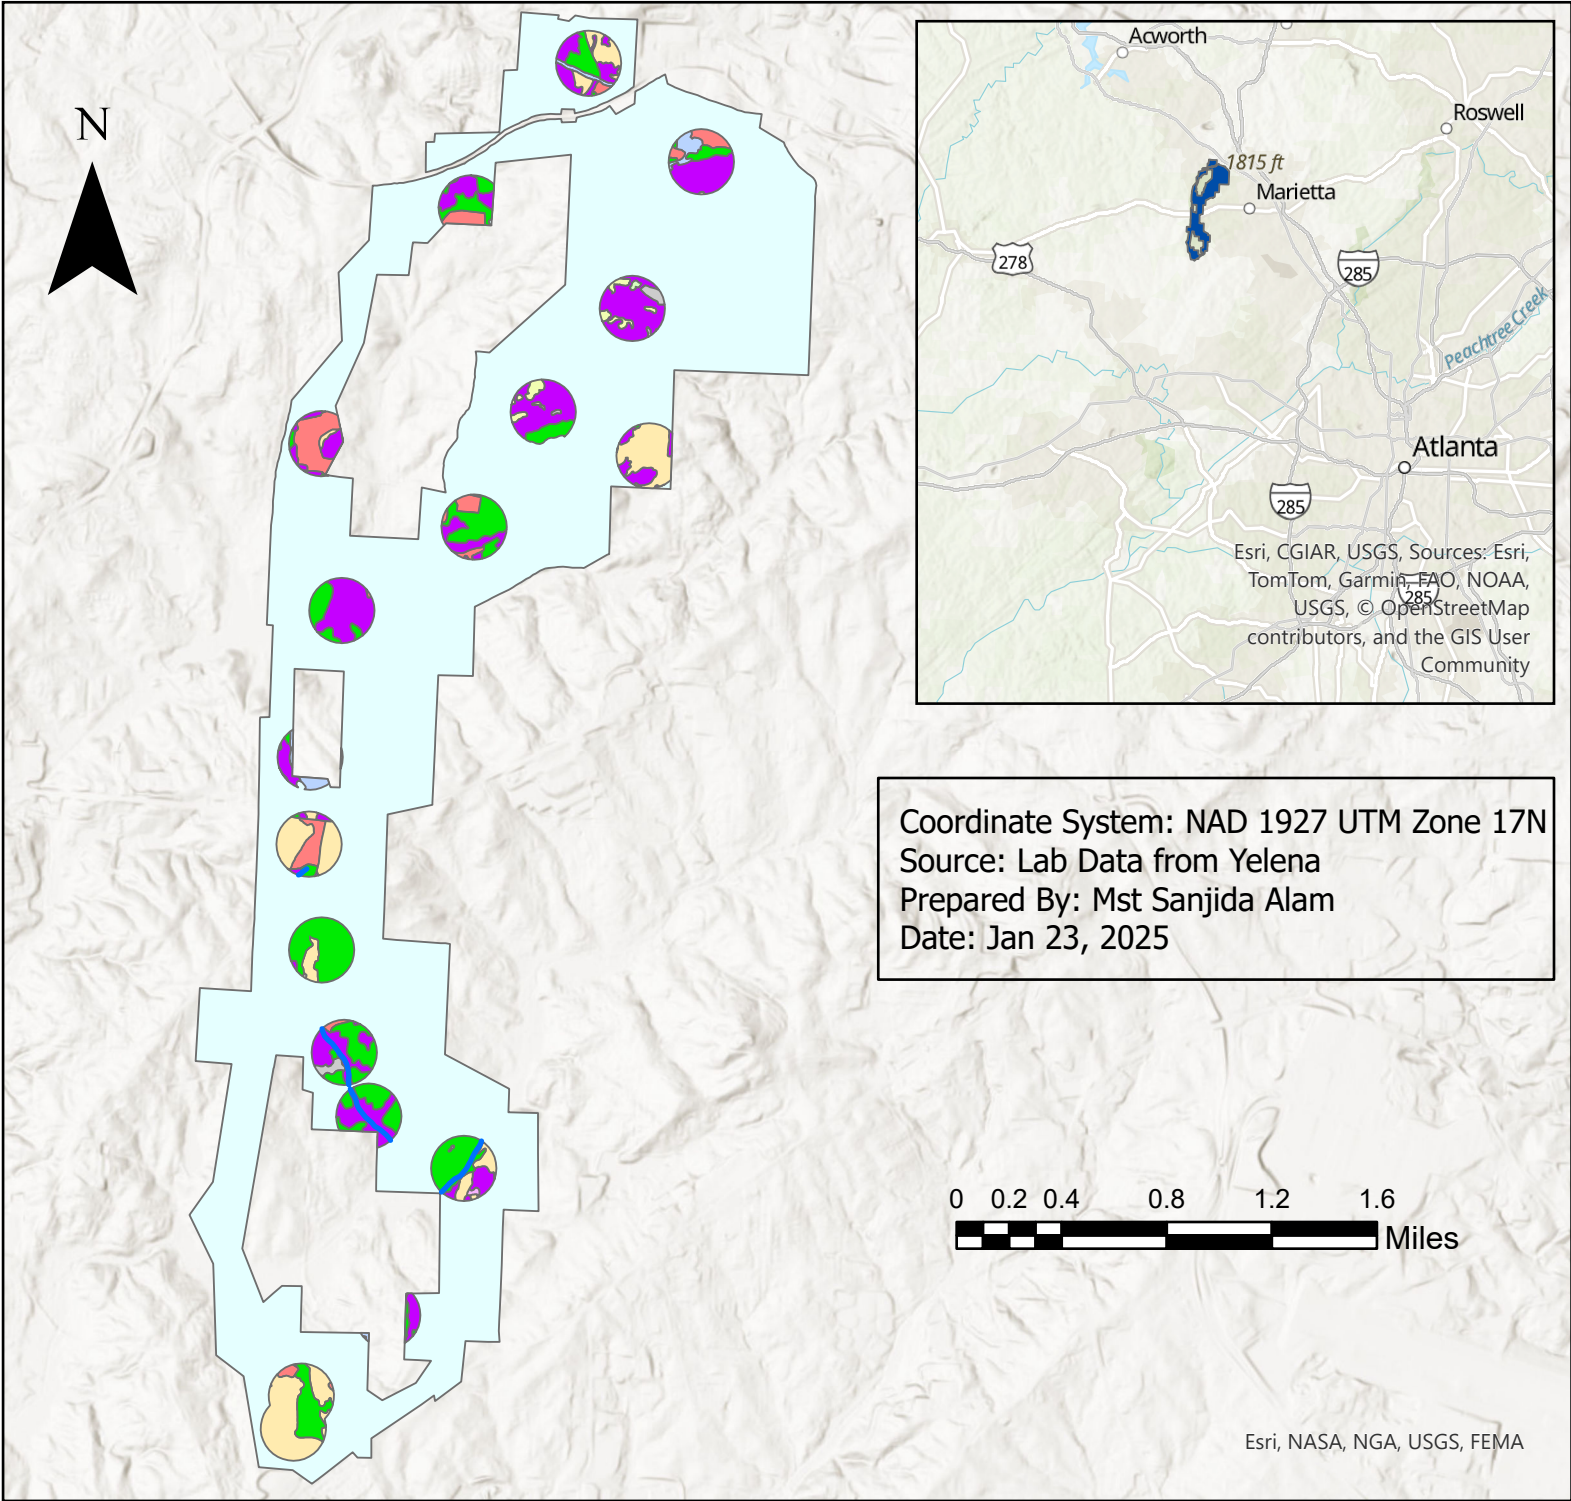 N
Acworth
Roswell
1815 ft
Marietta
278
285
Peachtree Creek
Atlanta
285
Esri, CGIAR, USGS, Sources: Esri,
TomTom, Garmin, FAO, NOAA,
285
USGS, © OpenStreetMap
contributors, and the GIS User
Community
Coordinate System: NAD 1927 UTM Zone 17N
Source: Lab Data from Yelena
Prepared By: Mst Sanjida Alam
Date: Jan 23, 2025
0 0.2 0.4 0.8 1.2 1.6
Miles
Esri, NASA, NGA, USGS, FEMA